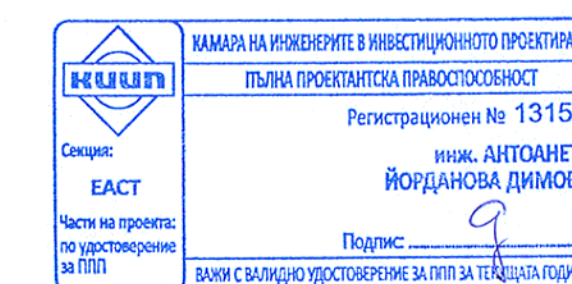 КАМАРА НА ИНЖЕНЕРИТЕ В ИНВЕСТИЦИОННОТО ПРОЕКТИРА
КИИП
ПЪЛНА ПРОЕКТАНТСКА ПРАВОСПОСОБНОСТ
Регистрационен № 1315
Секция:
ЕАСТ
инж. АНТОАНЕТ
ЙОРДАНОВА ДИМОВ
Части на проекта:
по удостоверение
за ППП
Подпис:
ВАЖИ С ВАЛИДНО УДОСТОВЕРЕНИЕ ЗА ППП ЗА ТЕКУЩАТА ГОДИ